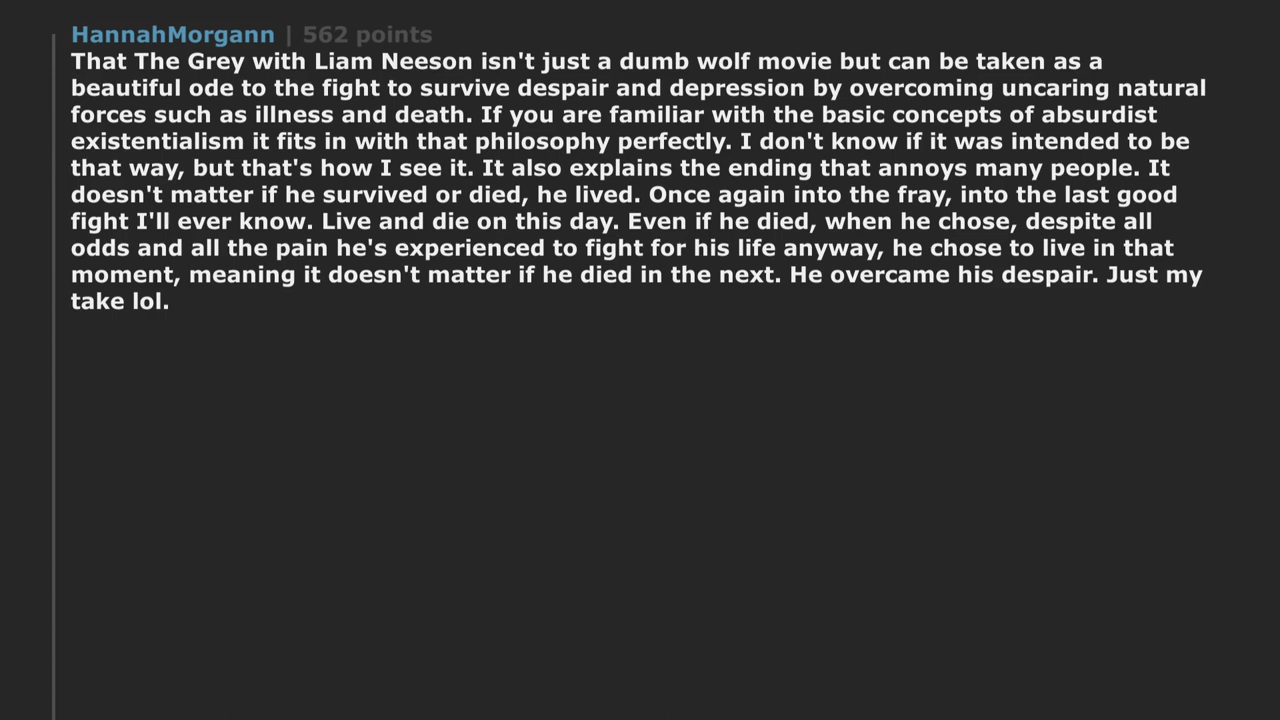 HannahMorgann | 562 points
That The Grey with Liam Neeson isn't just a dumb wolf movie but can be taken as a
beautiful ode to the fight to survive despair and depression by overcoming uncaring natural
forces such as illness and death. If you are familiar with the basic concepts of absurdist
existentialism it fits in with that philosophy perfectly. I don't know if it was intended to be
that way, but that's how I see it. It also explains the ending that annoys many people. It
doesn't matter if he survived or died, he lived. Once again into the fray, into the last good
fight I'll ever know. Live and die on this day. Even if he died, when he chose, despite all
odds and all the pain he's experienced to fight for his life anyway, he chose to live in that
moment, meaning it doesn't matter if he died in the next. He overcame his despair. Just my
take lol.